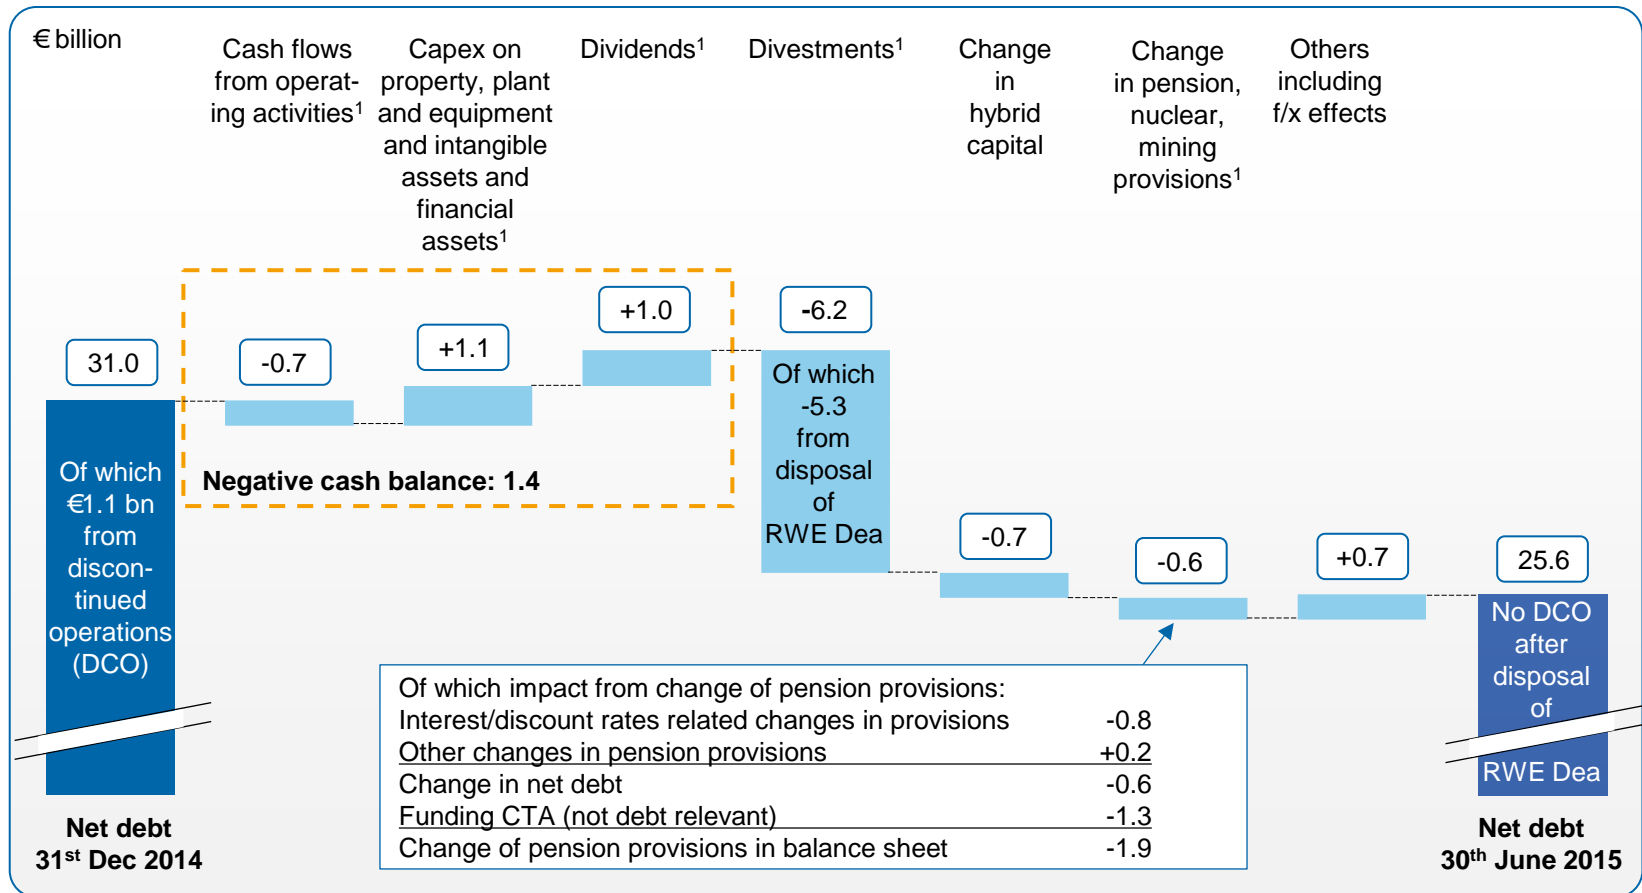 € billion
Cash flows
from operat-
ing activities¹
Capex on
property, plant
and equipment
and intangible
assets and
financial
assets¹
Dividends¹
Divestments¹
Change
in
hybrid
capital
Change
in pension,
nuclear,
mining
provisions¹
Others
including
f/x effects
31.0
-0.7
+1.1
+1.0
-6.2
-0.7
-0.6
+0.7
25.6
Of which
€1.1 bn
from
discon-
tinued
operations
(DCO)
Negative cash balance: 1.4
Of which
-5.3
from
disposal
of
RWE Dea
No DCO
after
disposal
of
RWE Dea
Of which impact from change of pension provisions:
Interest/discount rates related changes in provisions -0.8
Other changes in pension provisions +0.2
Change in net debt -0.6
Funding CTA (not debt relevant) -1.3
Change of pension provisions in balance sheet -1.9
Net debt
31st Dec 2014
Net debt
30th June 2015